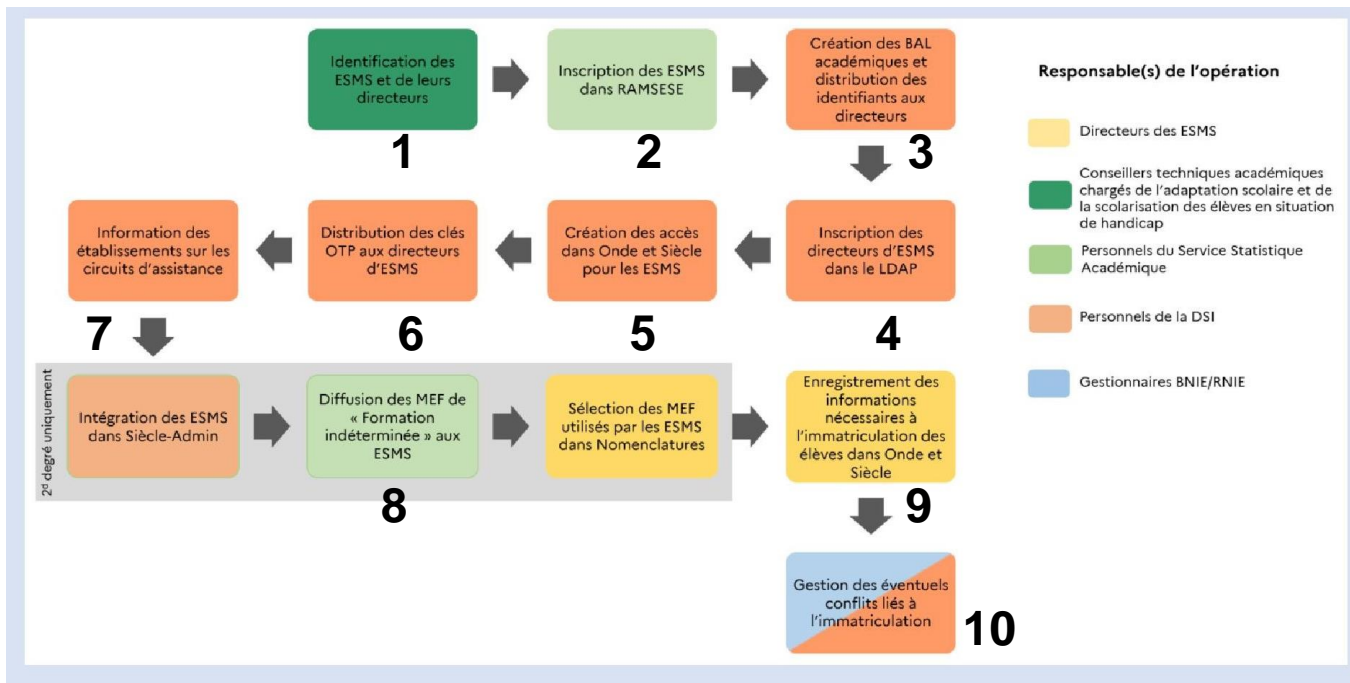 Identification des
ESMS et de leurs
directeurs
1
Inscription des ESMS
dans RAMSESE
2
Création des BAL
académiques et
distribution des
identifiants aux
directeurs
3
Inscription des
directeurs d'ESMS
dans le LDAP
4
Création des accès
dans Onde et Siècle
pour les ESMS
5
Distribution des clés
OTP aux directeurs
d'ESMS
6
Information des
établissements sur les
circuits d'assistance
7
2d degré uniquement
Intégration des ESMS
dans Siècle-Admin
Diffusion des MEF de
« Formation
indéterminée » aux
ESMS
8
Sélection des MEF
utilisés par les ESMS
dans Nomenclatures
Enregistrement des
informations
nécessaires à
l'immatriculation des
élèves dans Onde et
Siècle
9
Gestion des éventuels
conflits liés à
l'immatriculation
10
Responsable(s) de l'opération
Directeurs des ESMS
Conseillers techniques académiques
chargés de l'adaptation scolaire et de
la scolarisation des élèves en situation
de handicap
Personnels du Service Statistique
Académique
Personnels de la DSI
Gestionnaires BNIE/RNIE